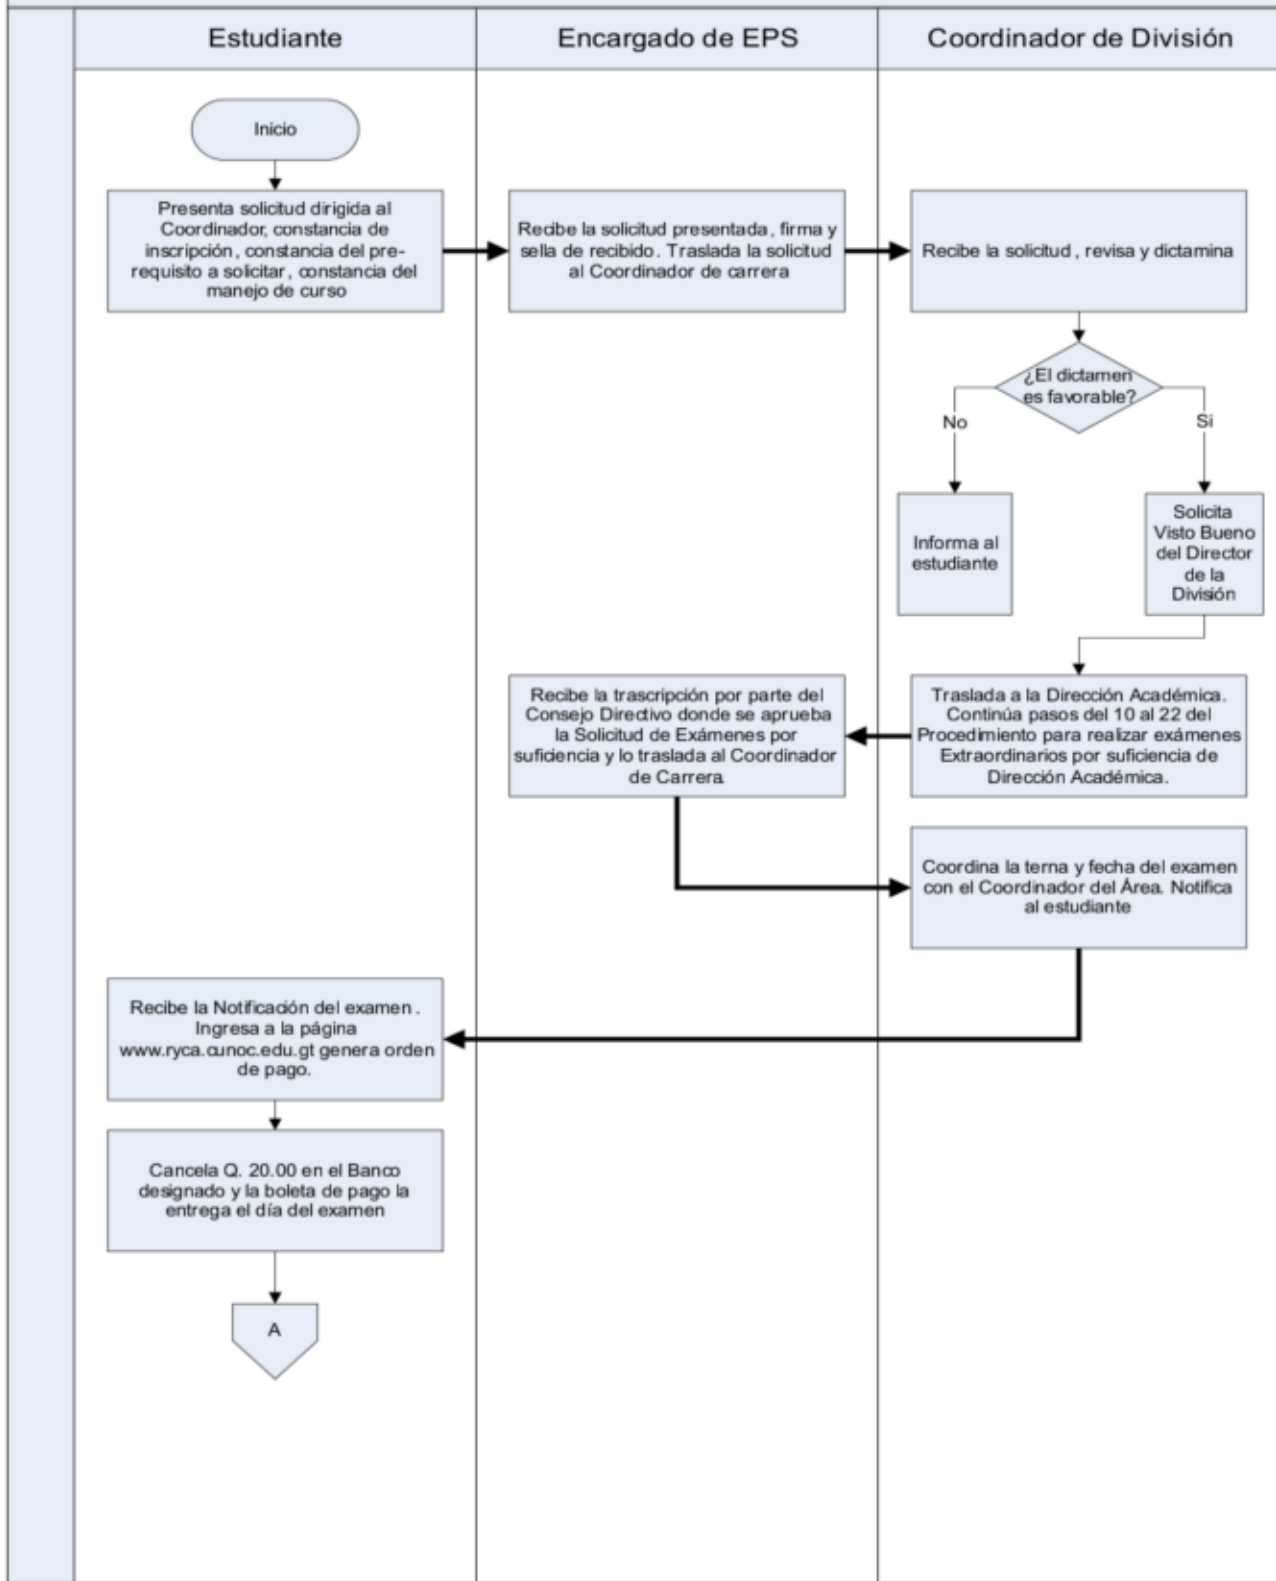 Estudiante
Encargado de EPS
Coordinador de División
Inicio
Presenta solicitud dirigida al
Coordinador, constancia de
inscripción, constancia del pre-
requisito a solicitar, constancia del
manejo de curso
Recibe la solicitud presentada, firma y
sella de recibido. Traslada la solicitud
al Coordinador de carrera
Recibe la solicitud, revisa y dictamina
¿El dictamen
es favorable?
No
Si
Informa al
estudiante
Solicita
Visto Bueno
del Director
de la
División
Traslada a la Dirección Académica.
Continúa pasos del 10 al 22 del
Procedimiento para realizar exámenes
Extraordinarios por suficiencia de
Dirección Académica.
Recibe la trascripción por parte del
Consejo Directivo donde se aprueba
la Solicitud de Exámenes por
suficiencia y lo traslada al Coordinador
de Carrera.
Coordina la terna y fecha del examen
con el Coordinador del Área. Notifica
al estudiante
Recibe la Notificación del examen.
Ingresa a la página
www.ryca.cunoc.edu.gt genera orden
de pago.
Cancela Q. 20.00 en el Banco
designado y la boleta de pago la
entrega el día del examen
A